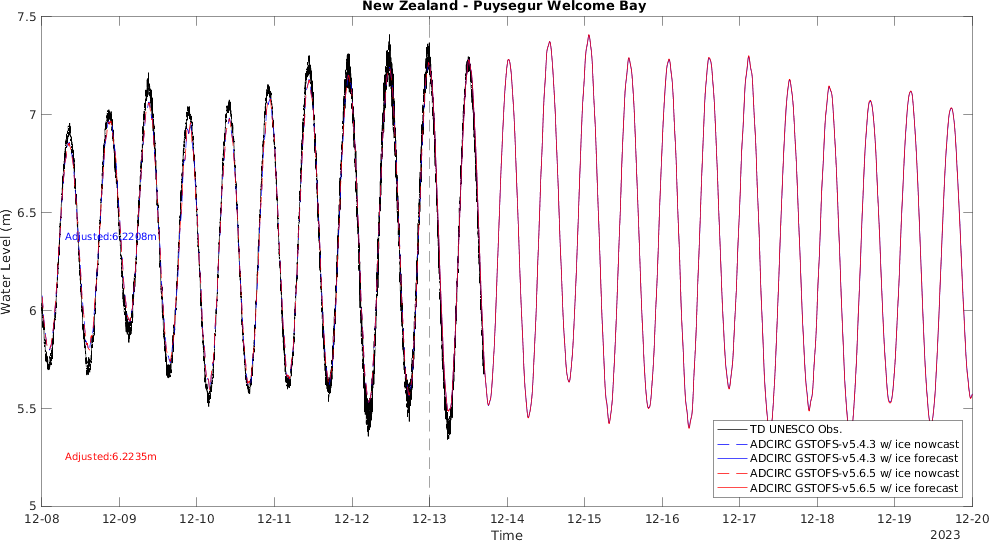 New Zealand - Puysegur Welcome Bay
Water Level (m)
7.5
7
6.5
6
5.5
5
Adjusted:6.2208m
Adjusted:6.2235m
TD UNESCO Obs.
ADCIRC GSTOFS-v5.4.3 w/ ice nowcast
ADCIRC GSTOFS-v5.4.3 w/ ice forecast
ADCIRC GSTOFS-v5.6.5 w/ ice nowcast
ADCIRC GSTOFS-v5.6.5 w/ ice forecast
12-08 12-09 12-10 12-11 12-12 12-13 12-14 12-15 12-16 12-17 12-18 12-19 12-20
Time
2023